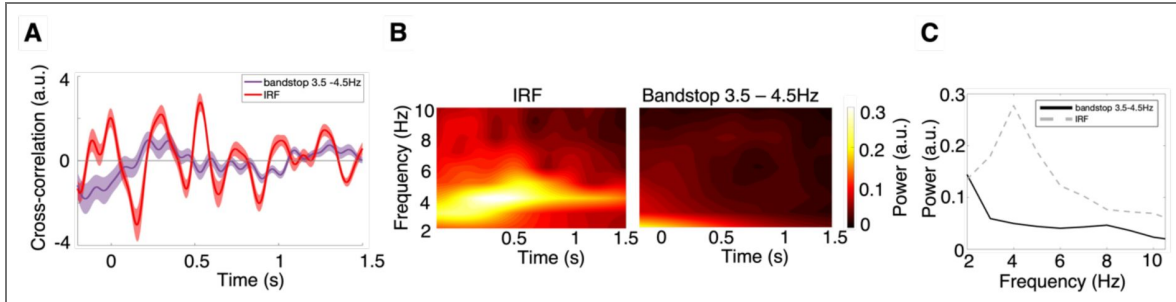 A
B
C
4
0
-4
Cross-correlation (a.u.)
bandstop 3.5 -4.5Hz
IRF
0
0.5
1
1.5
Time (s)
IRF
Bandstop 3.5 – 4.5Hz
10
8
6
4
2
Frequency (Hz)
0.5
1
1.5
Time (s)
0
0.5
1
1.5
Time (s)
0.3
0.2
0.1
0
Power (a.u.)
0.3
0.2
0.1
0
Power (a.u.)
bandstop 3.5-4.5Hz
IRF
2
4
6
8
10
Frequency (Hz)